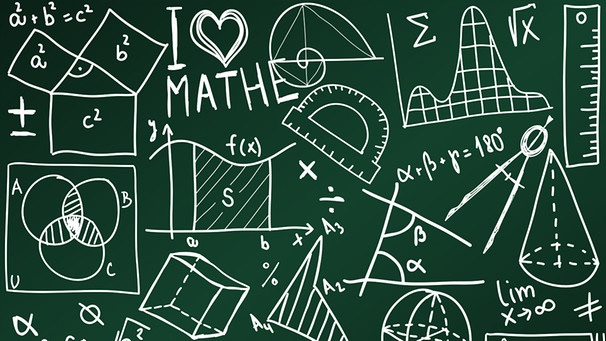 a²+b²=c²
a²
b²
c²
I ♡
MATHE
Σ
√x
±
y
f(x)
S
a
b
x
×
÷
α+β+γ=180°
A
B
C
U
β
α
A₃
A₂
A₄
%
lim
x→∞
≠
α